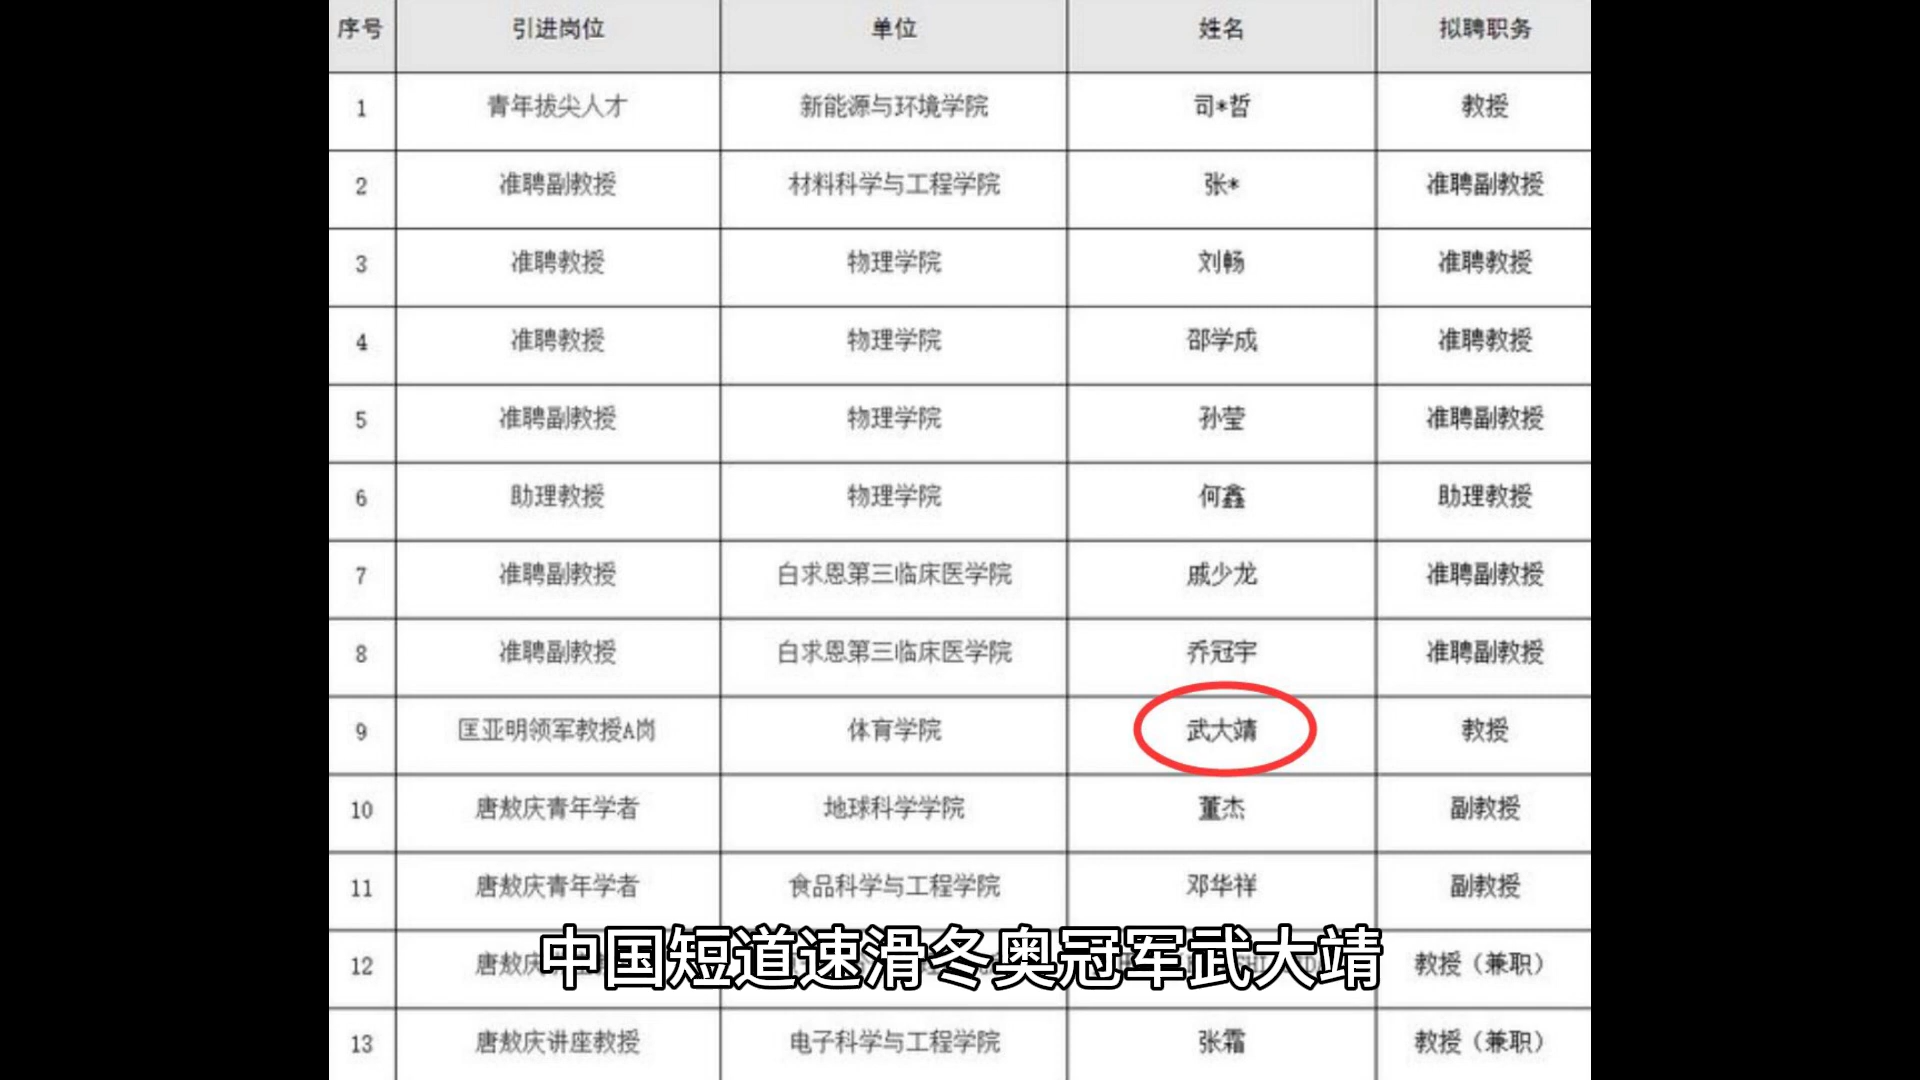 序号 引进岗位 单位 姓名 拟聘职务
1 青年拔尖人才 新能源与环境学院 司*哲 教授
2 准聘副教授 材料科学与工程学院 张* 准聘副教授
3 准聘教授 物理学院 刘畅 准聘教授
4 准聘教授 物理学院 邵学成 准聘教授
5 准聘副教授 物理学院 孙莹 准聘副教授
6 助理教授 物理学院 何鑫 助理教授
7 准聘副教授 白求恩第三临床医学院 戚少龙 准聘副教授
8 准聘副教授 白求恩第三临床医学院 乔冠宇 准聘副教授
9 匡亚明领军教授A岗 体育学院 武大靖 教授
10 唐敖庆青年学者 地球科学学院 董杰 副教授
11 唐敖庆青年学者 食品科学与工程学院 邓华祥 副教授
12 唐敖庆 教授（兼职）
中国短道速滑冬奥冠军武大靖
13 唐敖庆讲座教授 电子科学与工程学院 张霜 教授（兼职）